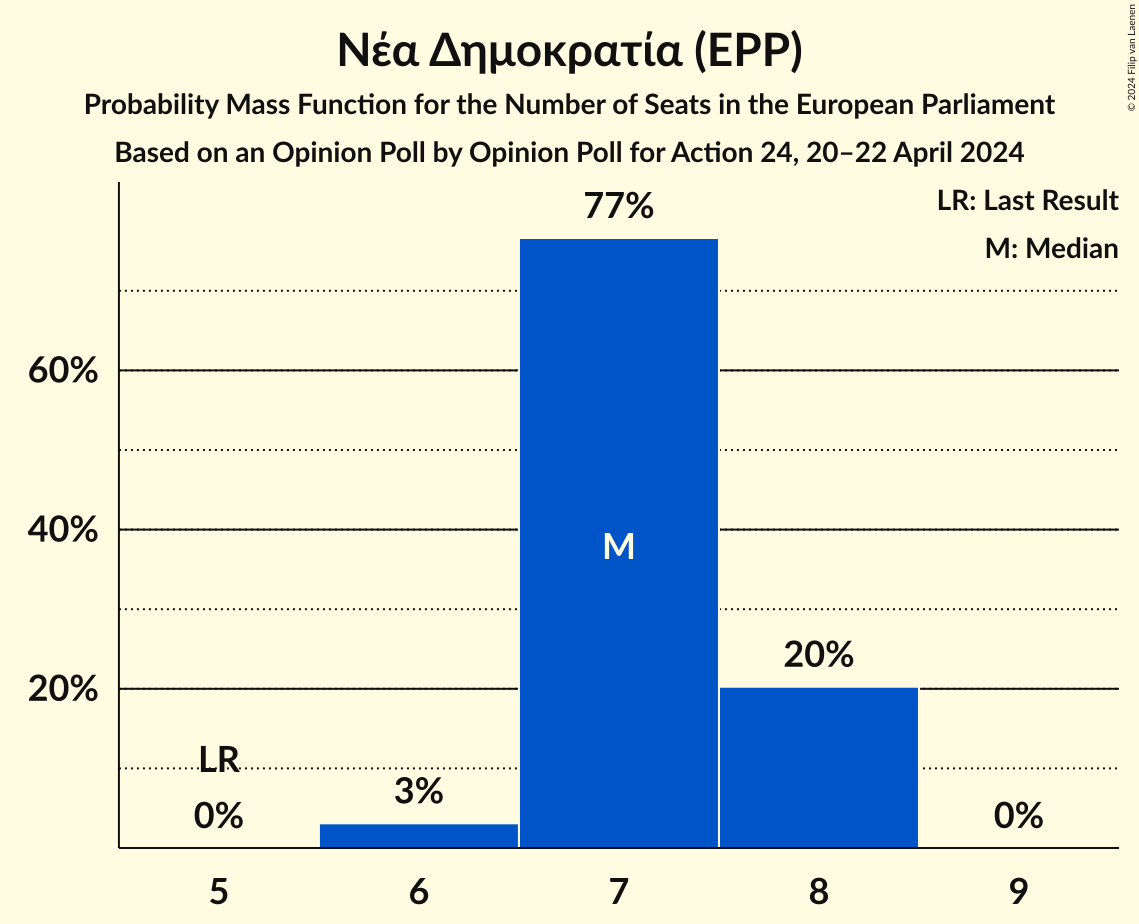 Νέα Δημοκρατία (EPP)
Probability Mass Function for the Number of Seats in the European Parliament
Based on an Opinion Poll by Opinion Poll for Action 24, 20–22 April 2024
© 2024 Filip van Laenen
LR: Last Result
M: Median
77%
60%
40%
M
20%
20%
LR
3%
0%
0%
5 6 7 8 9